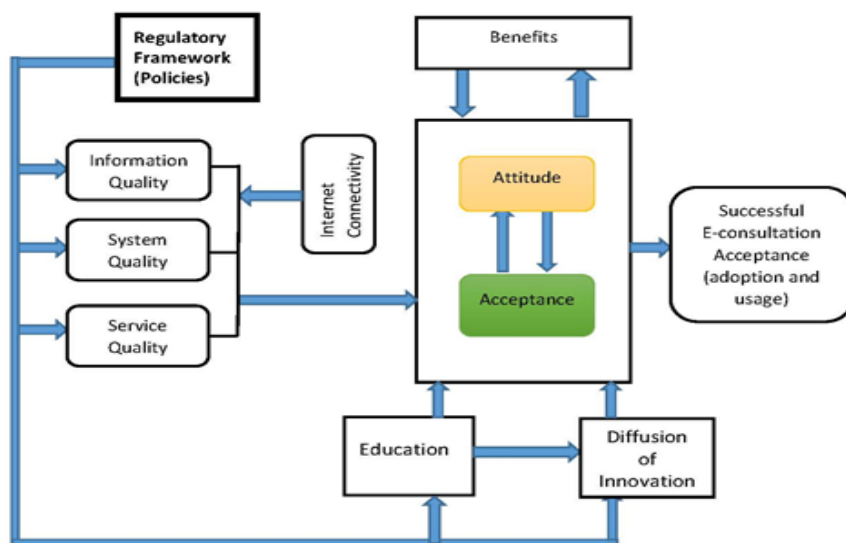 Regulatory
Framework
(Policies)
Benefits
Information
Quality
Internet
Connectivity
Attitude
System
Quality
Successful
E-consultation
Acceptance
(adoption and
usage)
Acceptance
Service
Quality
Education
Diffusion
of
Innovation